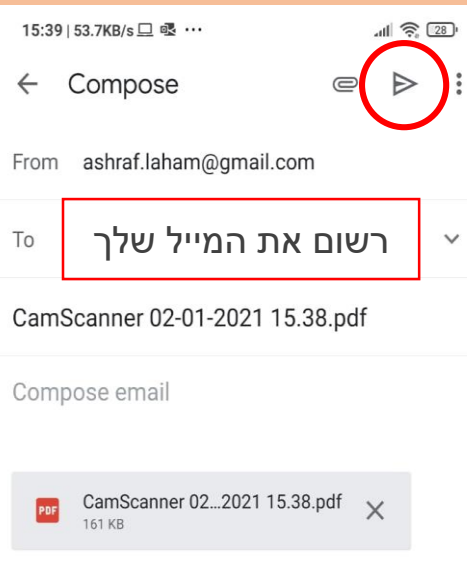 15:39 | 53.7KB/s ... 28
Compose
From ashraf.laham@gmail.com
To רשום את המייל שלך
CamScanner 02-01-2021 15.38.pdf
Compose email
PDF CamScanner 02...2021 15.38.pdf
161 KB